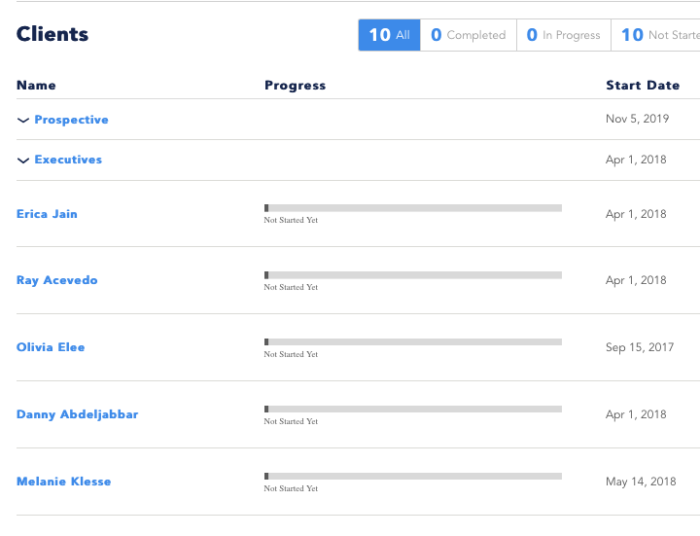 Clients
10 All 0 Completed 0 In Progress 10 Not Starte
Name Progress Start Date
Prospective Nov 5, 2019
Executives Apr 1, 2018
Erica Jain Not Started Yet Apr 1, 2018
Ray Acevedo Not Started Yet Apr 1, 2018
Olivia Elee Not Started Yet Sep 15, 2017
Danny Abdeljabbar Not Started Yet Apr 1, 2018
Melanie Klesse Not Started Yet May 14, 2018